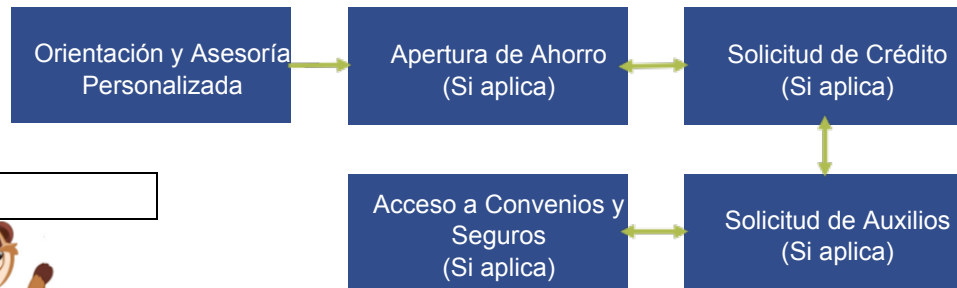 Orientación y Asesoría
Personalizada
Apertura de Ahorro
(Si aplica)
Solicitud de Crédito
(Si aplica)
Acceso a Convenios y
Seguros
(Si aplica)
Solicitud de Auxilios
(Si aplica)